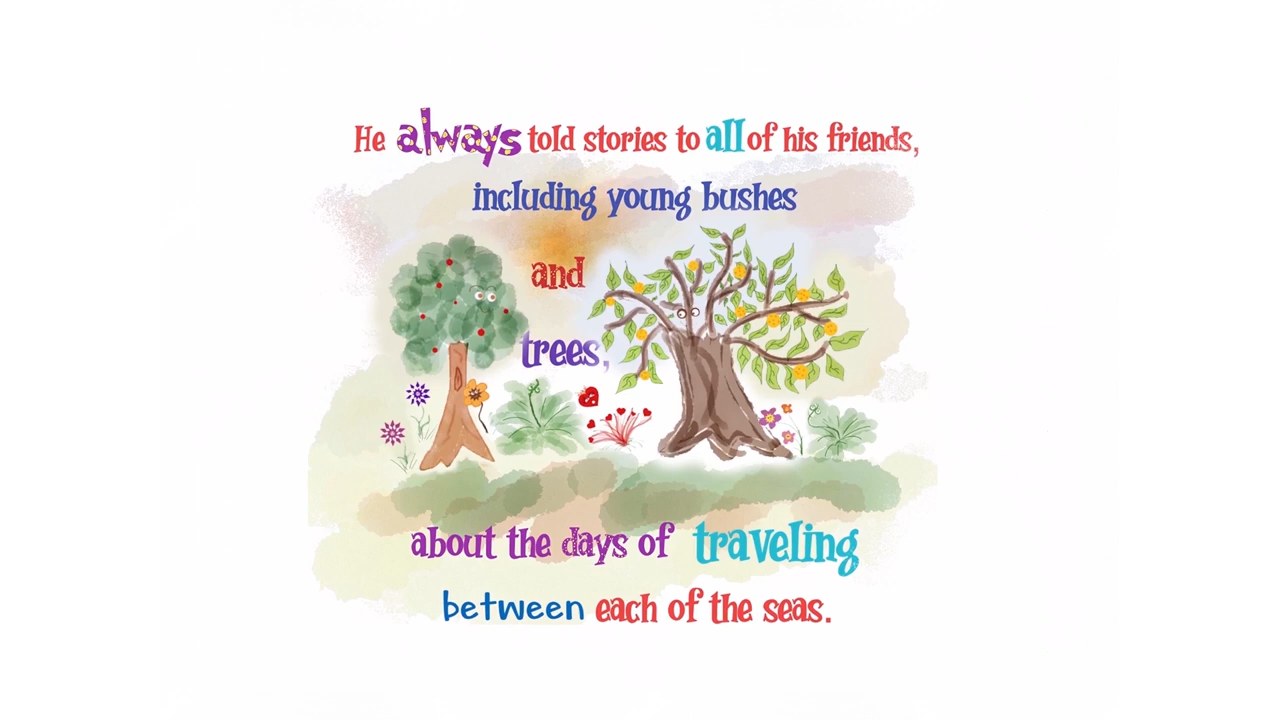 He always told stories to all of his friends,
including young bushes
and
trees,
about the days of traveling
between each of the seas.